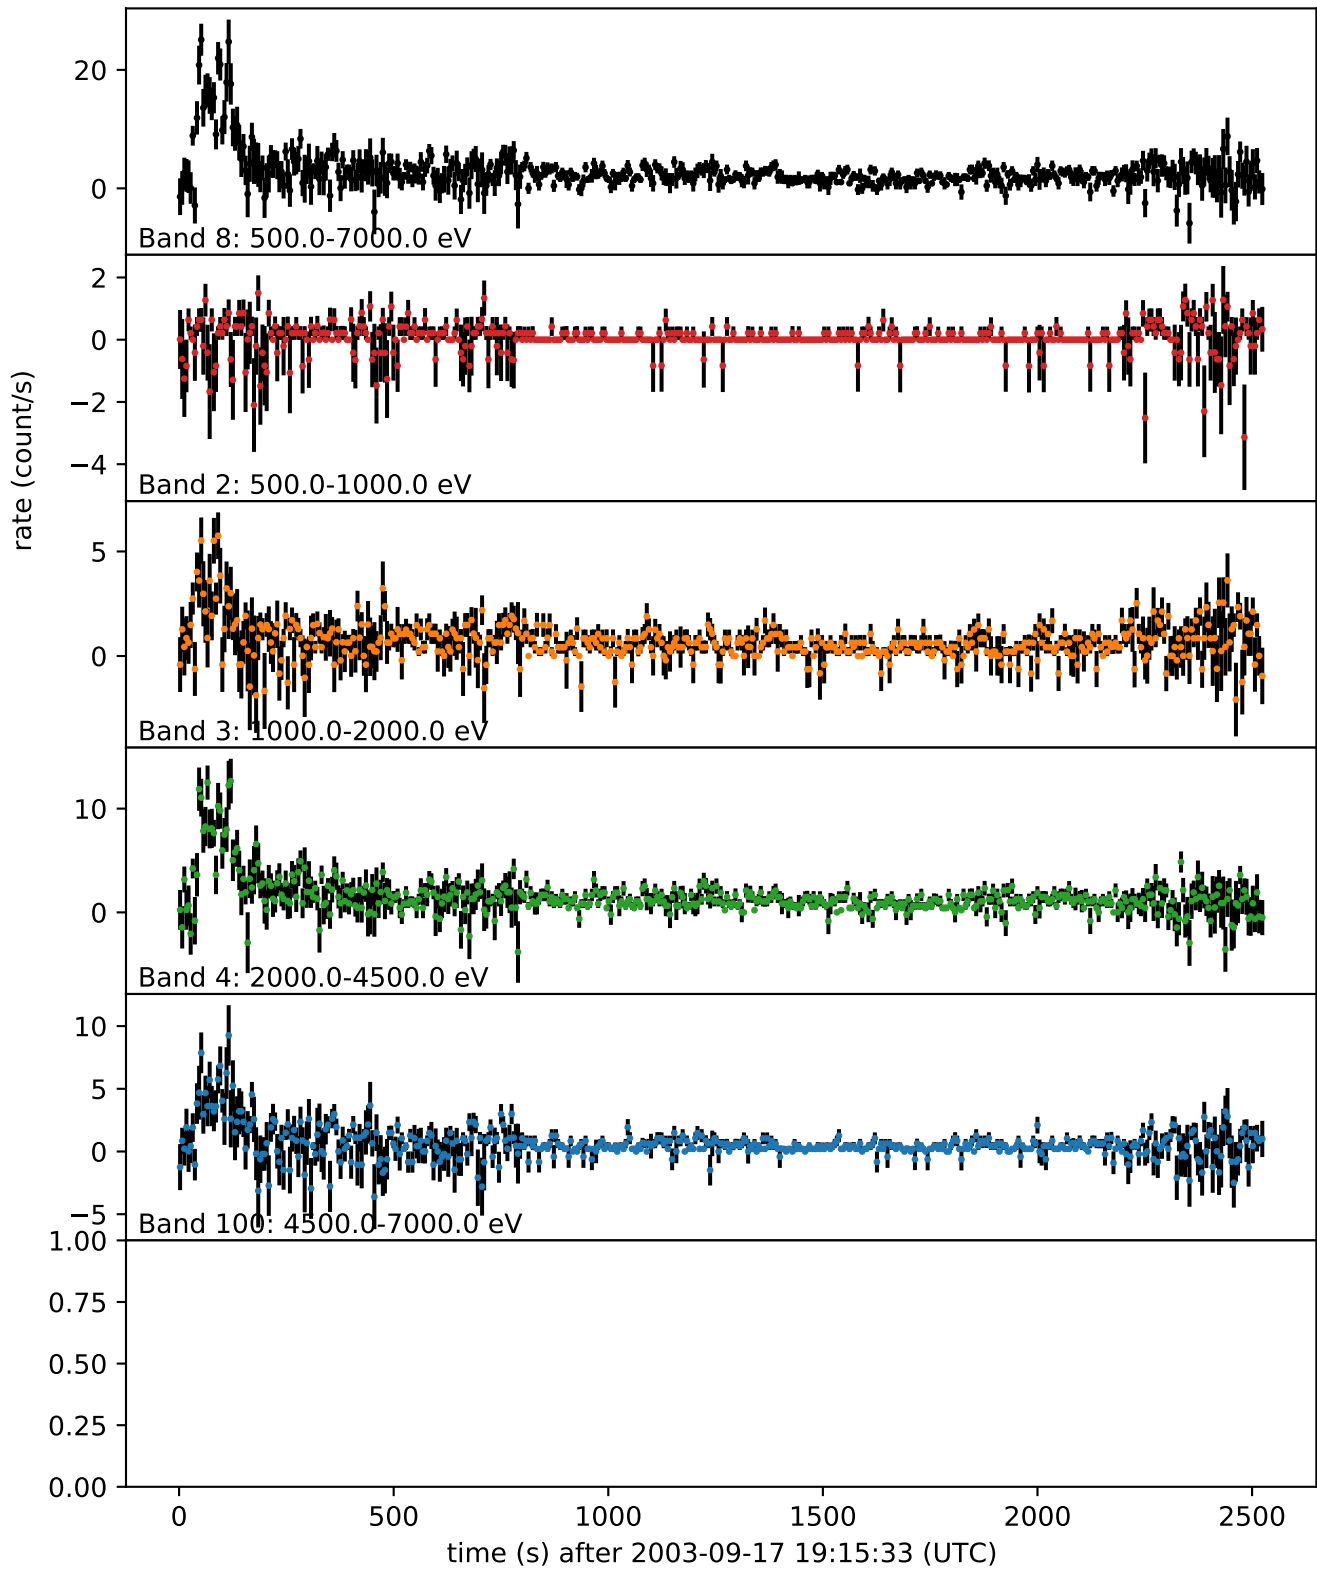 20
0
Band 8: 500.0-7000.0 eV
2
0
−2
−4
Band 2: 500.0-1000.0 eV
rate (count/s)
5
0
Band 3: 1000.0-2000.0 eV
10
0
Band 4: 2000.0-4500.0 eV
10
5
0
−5
Band 100: 4500.0-7000.0 eV
1.00
0.75
0.50
0.25
0.00
0 500 1000 1500 2000 2500
time (s) after 2003-09-17 19:15:33 (UTC)